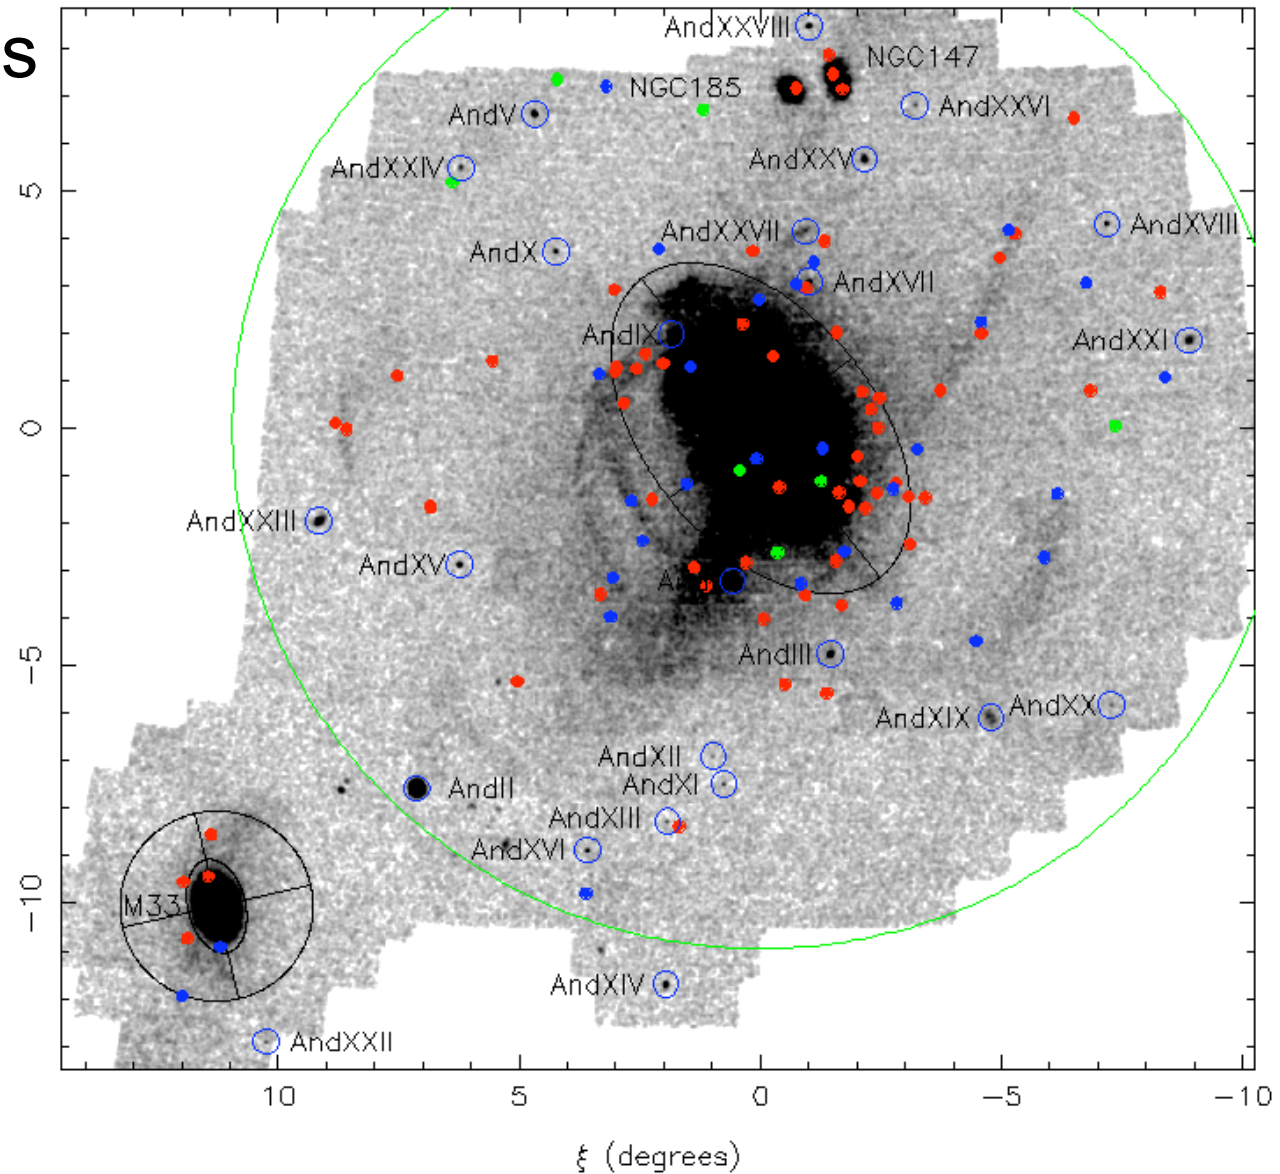 AndXXVIII
s
NGC147
NGC185
AndV
AndXXVI
AndXXIV
AndXXV
5
AndXXVII
AndXVIII
AndX
AndXVII
AndIX
AndXXI
0
AndXXIII
AndXV
AndIII
−5
AndXIX
AndXX
AndXII
AndXI
AndII
AndXIII
AndXVI
M33
−10
AndXIV
AndXXII
10
5
0
−5
−10
ξ (degrees)